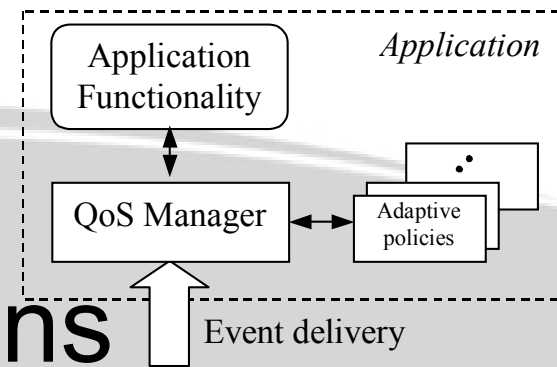 Application
Application
Functionality
QoS Manager
Adaptive
policies
ns
Event delivery